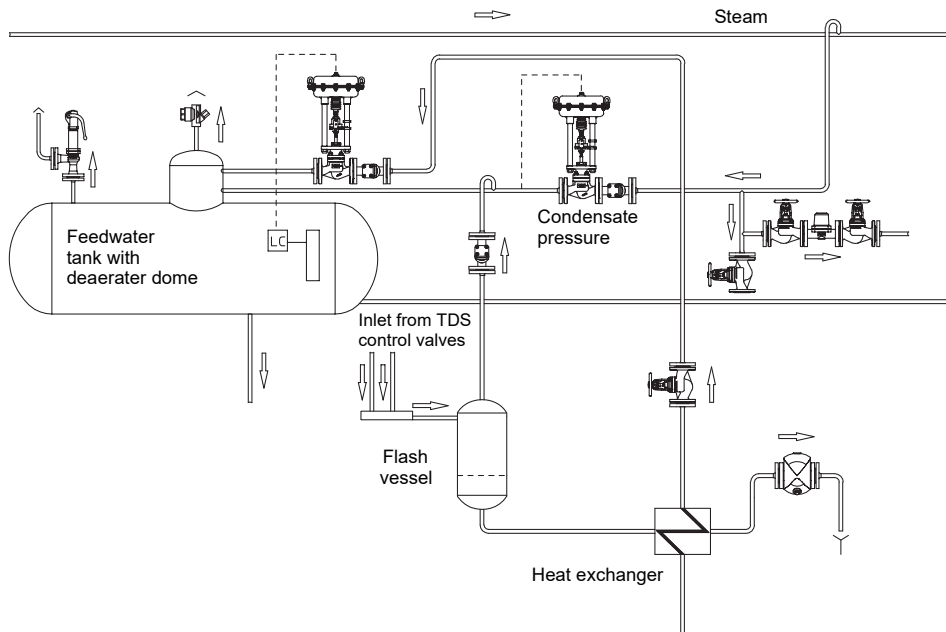 Steam
Condensate
pressure
Feedwater
tank with
deaerater dome
LC
Inlet from TDS
control valves
Flash
vessel
Heat exchanger